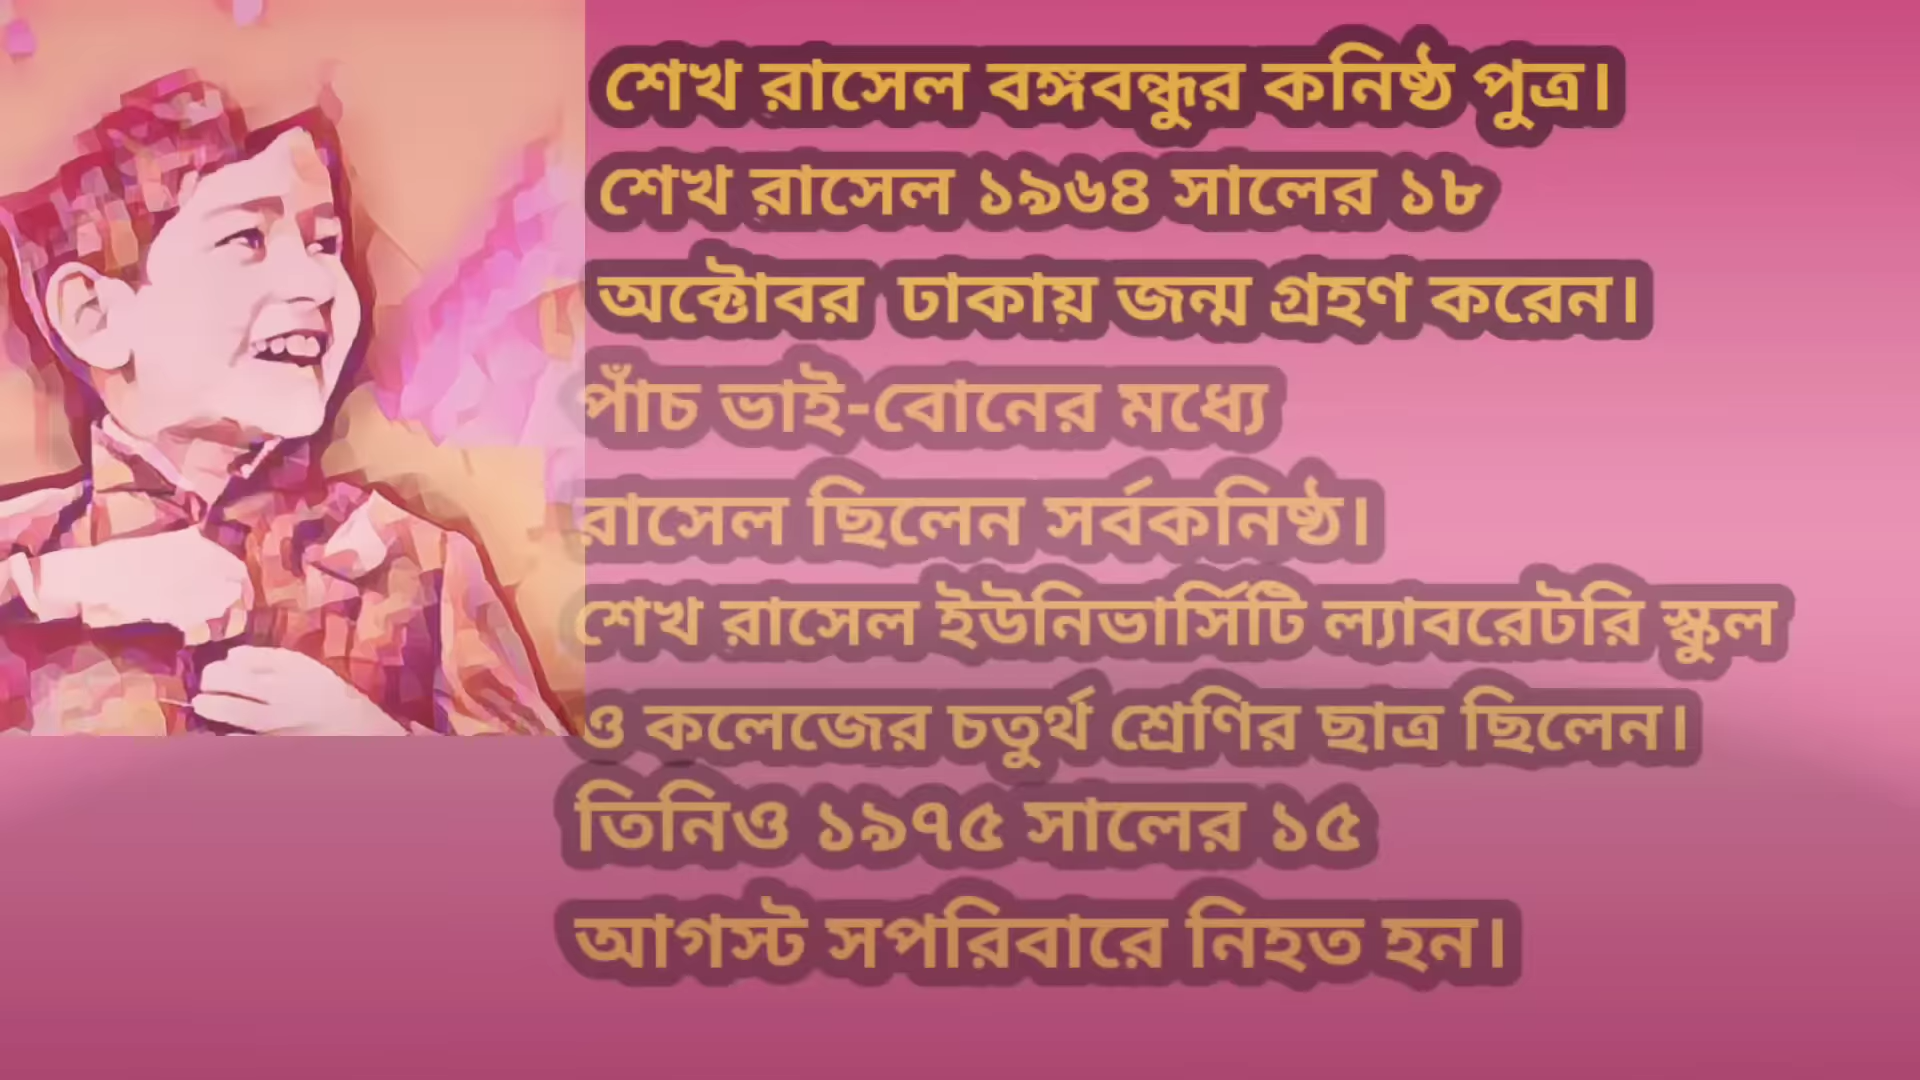 শেখ রাসেল বঙ্গবন্ধুর কনিষ্ঠ পুত্র।
শেখ রাসেল ১৯৬৪ সালের ১৮
অক্টোবর ঢাকায় জন্ম গ্রহণ করেন।
পাঁচ ভাই-বোনের মধ্যে
রাসেল ছিলেন সর্বকনিষ্ঠ।
শেখ রাসেল ইউনিভার্সিটি ল্যাবরেটরি স্কুল
ও কলেজের চতুর্থ শ্রেণির ছাত্র ছিলেন।
তিনিও ১৯৭৫ সালের ১৫
আগস্ট সপরিবারে নিহত হন।